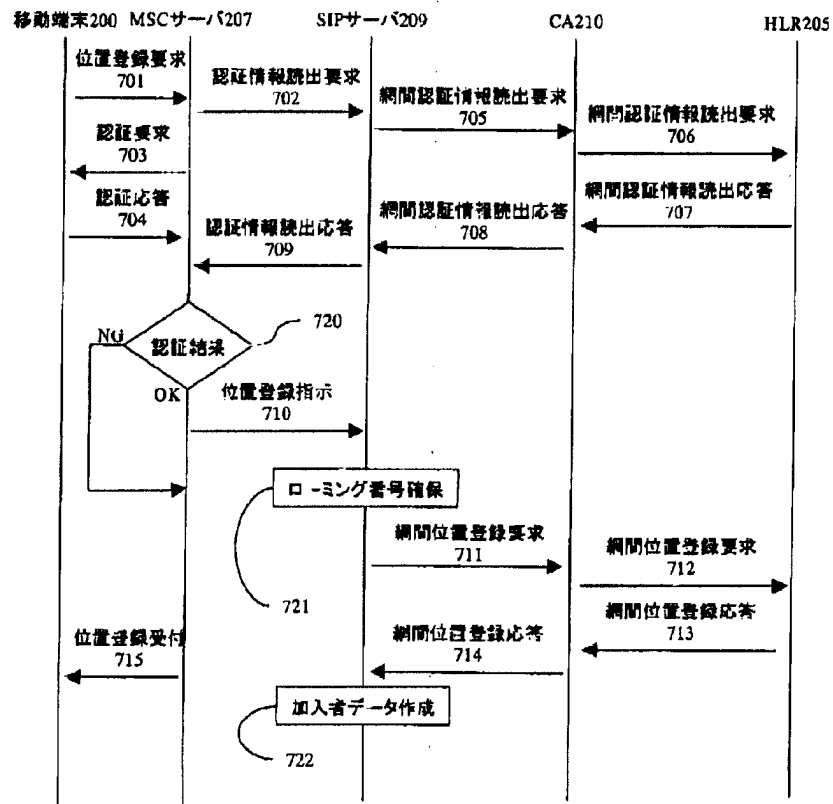 移動端末200 MSCサーバ207 SIPサーバ209 CA210 HLR205
位置登録要求
701
認証情報読出要求
702
網間認証情報読出要求
705
網間認証情報読出要求
706
認証要求
703
認証応答
704
網間認証情報読出応答
707
網間認証情報読出応答
708
認証情報読出応答
709
NG
認証結果
720
OK
位置登録指示
710
ローミング番号確保
721
網間位置登録要求
711
網間位置登録要求
712
網間位置登録応答
713
網間位置登録応答
714
位置登録受付
715
加入者データ作成
722